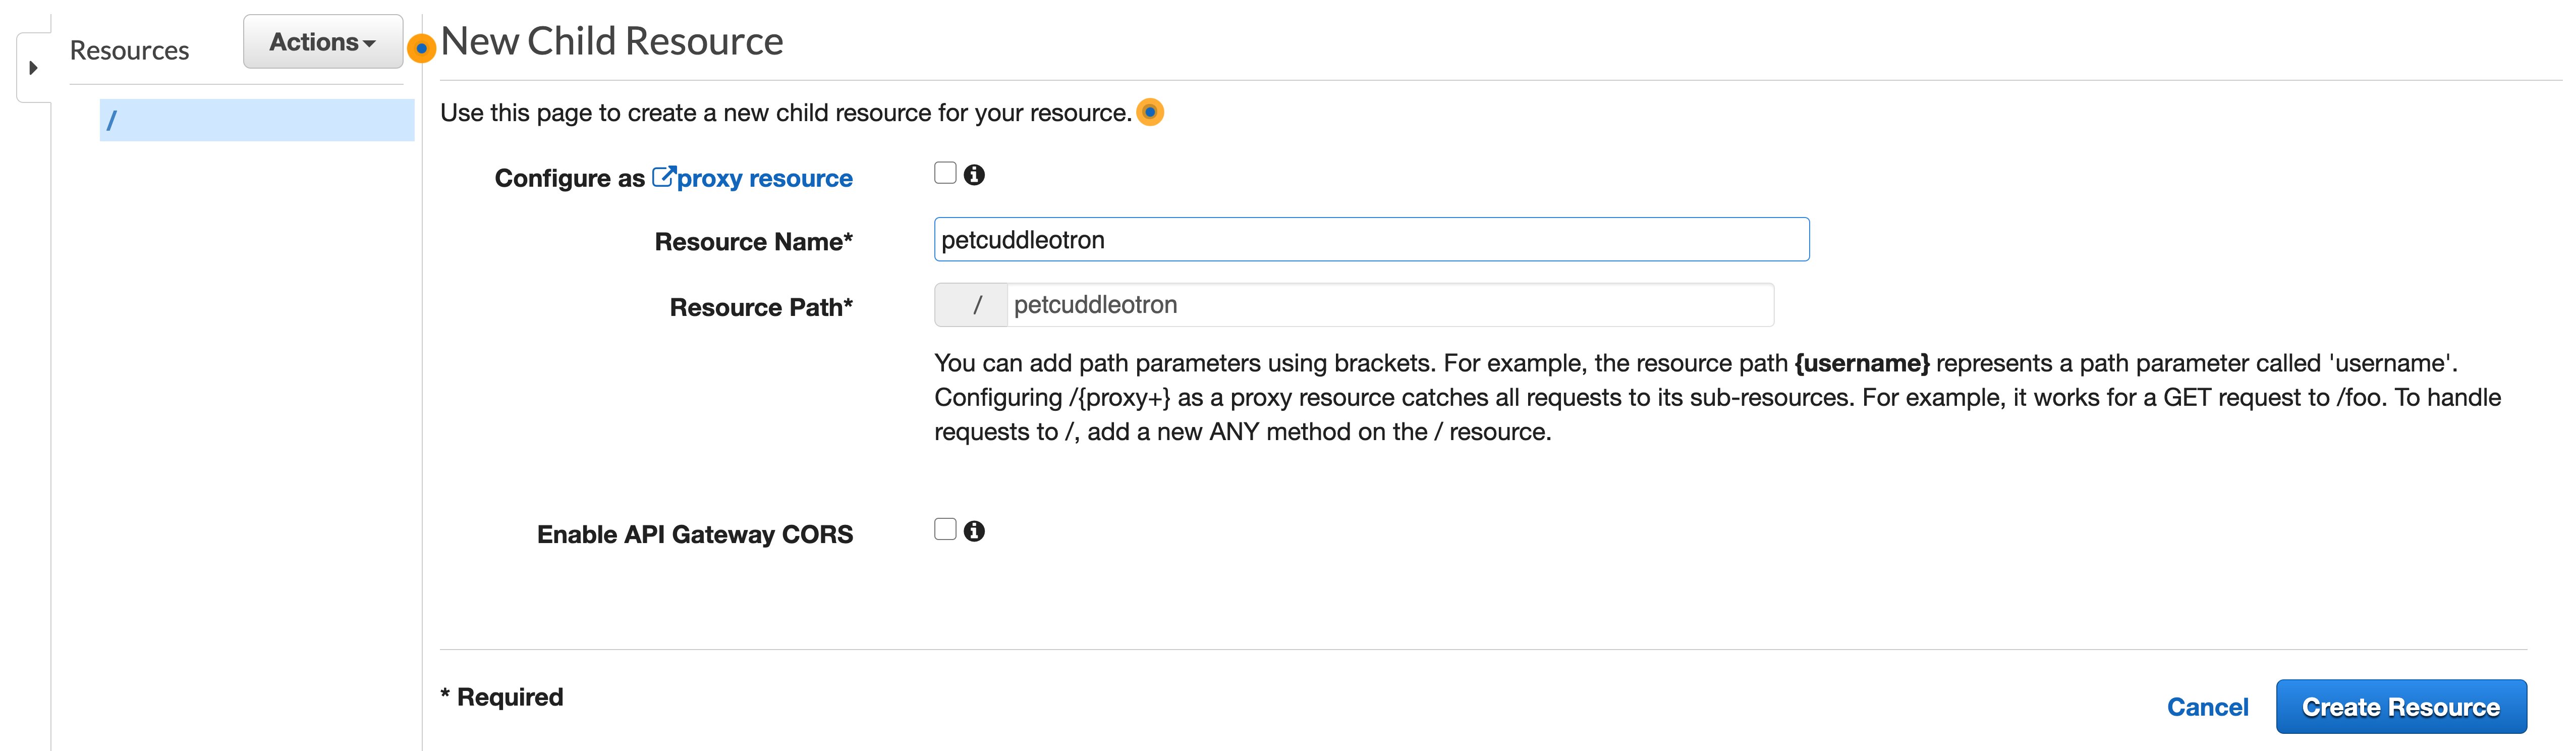 Resources
Actions
/
New Child Resource
Use this page to create a new child resource for your resource.
Configure as proxy resource
Resource Name*
petcuddleotron
Resource Path*
/ petcuddleotron
You can add path parameters using brackets. For example, the resource path {username} represents a path parameter called 'username'.
Configuring /{proxy+} as a proxy resource catches all requests to its sub-resources. For example, it works for a GET request to /foo. To handle
requests to /, add a new ANY method on the / resource.
Enable API Gateway CORS
* Required
Cancel
Create Resource